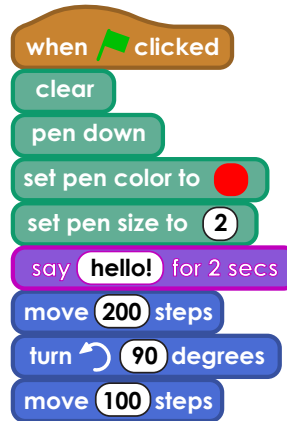 when clicked
clear
pen down
set pen color to
set pen size to 2
say hello! for 2 secs
move 200 steps
turn 90 degrees
move 100 steps